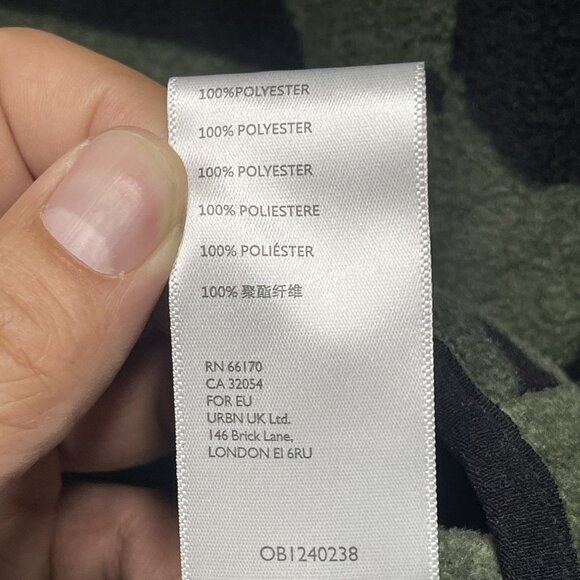 100%POLYESTER
100% POLYESTER
100% POLYESTER
100% POLIESTERE
100% POLIÉSTER
100% 聚酯纤维
RN 66170
CA 32054
FOR EU
URBN UK Ltd.
146 Brick Lane,
LONDON E1 6RU
OB1240238